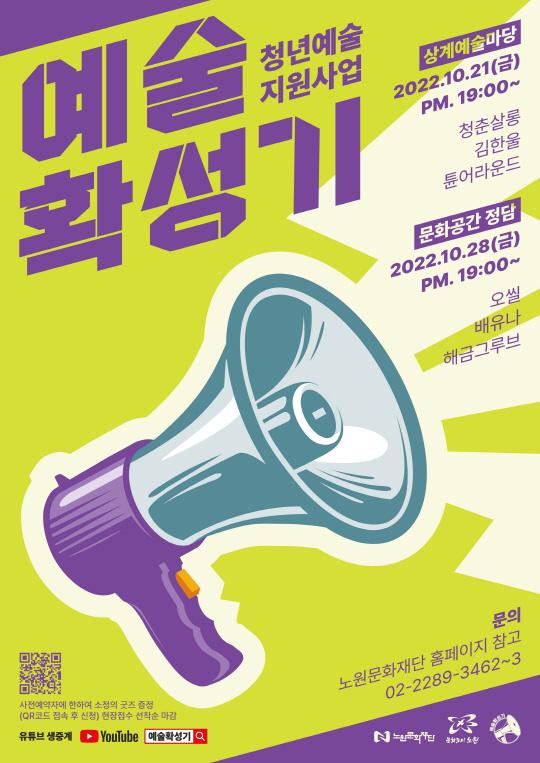 예술
확성기
청년예술
지원사업
상계예술마당
2022.10.21(금)
PM. 19:00~
청춘살롱
김한울
튠어라운드
문화공간 정담
2022.10.28(금)
PM. 19:00~
오씰
배유나
해금그루브
문의
노원문화재단 홈페이지 참고
02-2289-3462~3
사전예약자에 한하여 소정의 굿즈 증정
(QR코드 접속 후 신청) 현장접수 선착순 마감
유튜브 생중계 YouTube 예술확성기
노원문화재단